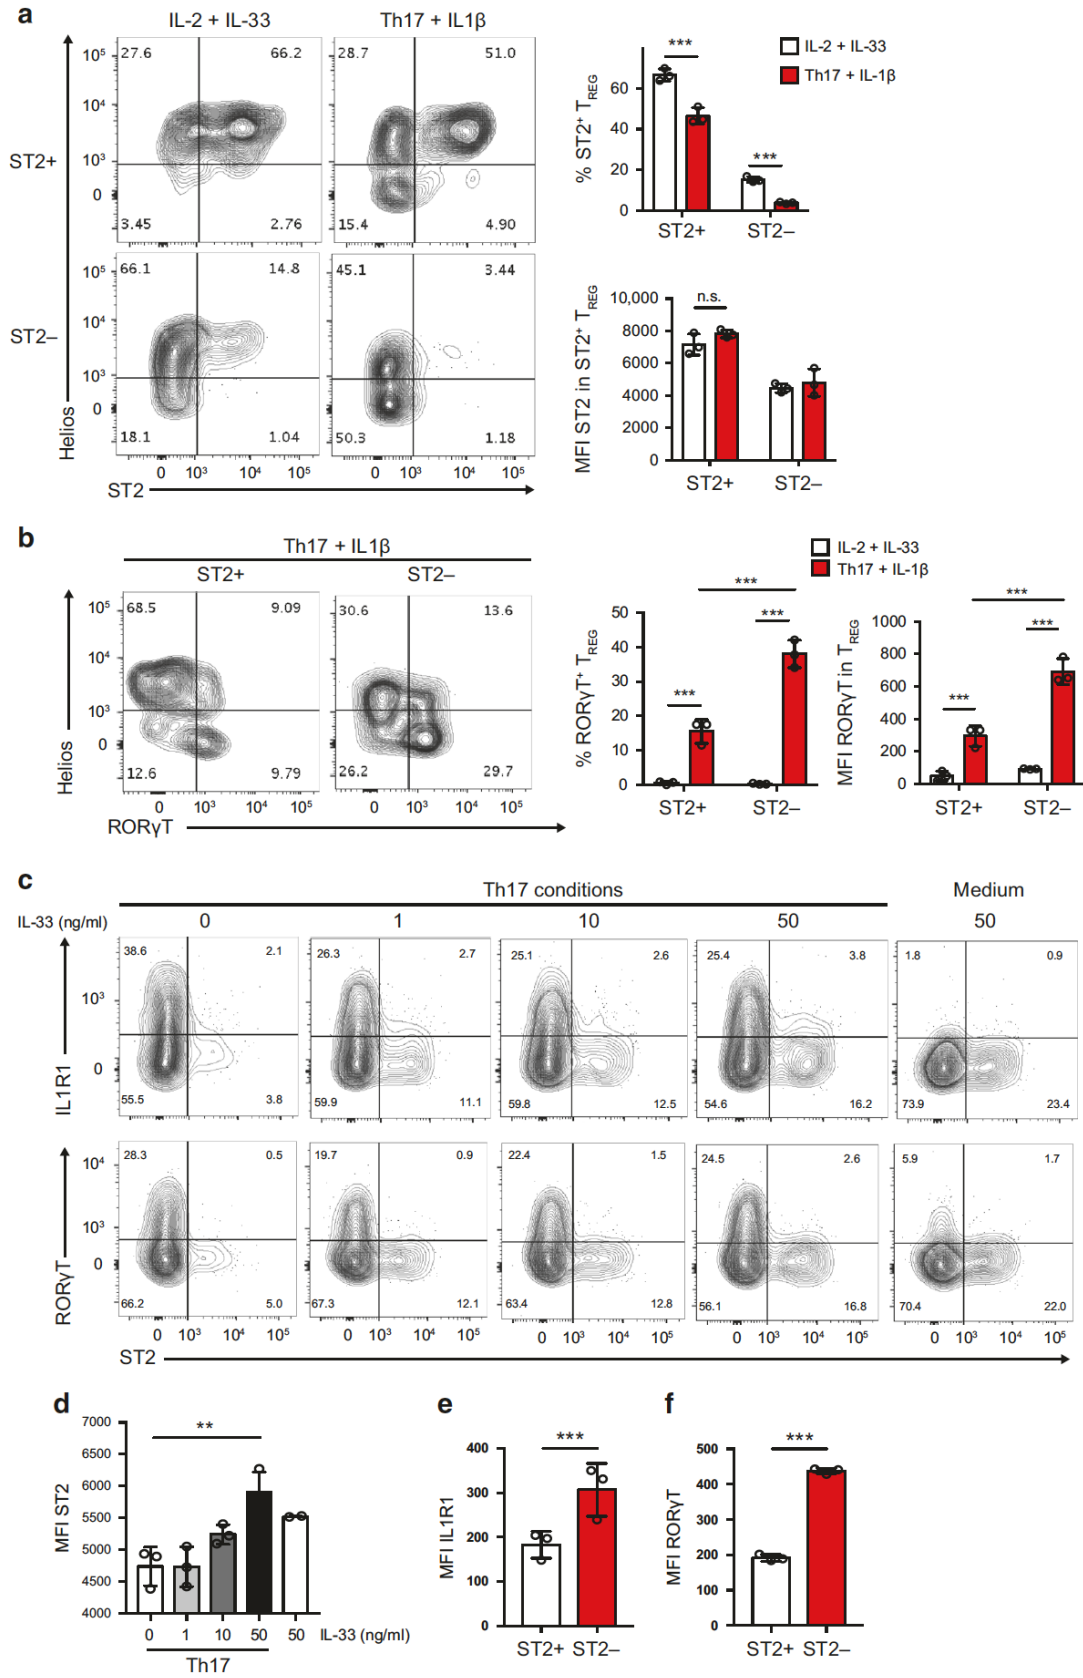 a
IL-2 + IL-33
Th17 + IL1β
27.6 66.2
28.7 51.0
10⁵
10⁴
10³
0
ST2+
3.45 2.76
15.4 4.90
66.1 14.8
45.1 3.44
10⁵
10⁴
10³
0
ST2–
18.1 1.04
50.3 1.18
0 10³ 10⁴ 10⁵
0 10³ 10⁴ 10⁵
Helios
ST2
% ST2⁺ TREG
60
40
20
0
***
***
ST2+ ST2–
IL-2 + IL-33
Th17 + IL-1β
MFI ST2 in ST2⁺ TREG
10,000
8000
6000
4000
2000
0
n.s.
ST2+ ST2–
b
Th17 + IL1β
ST2+ ST2–
68.5 9.09
30.6 13.6
10⁵
10⁴
10³
0
12.6 9.79
26.2 29.7
0 10³ 10⁴ 10⁵
0 10³ 10⁴ 10⁵
Helios
RORγT
IL-2 + IL-33
Th17 + IL-1β
% RORγT⁺ TREG
50
40
30
20
10
0
***
***
***
ST2+ ST2–
MFI RORγT in TREG
1000
800
600
400
200
0
***
***
***
ST2+ ST2–
c
Th17 conditions
Medium
IL-33 (ng/ml) 0 1 10 50 50
38.6 2.1
26.3 2.7
25.1 2.6
25.4 3.8
1.8 0.9
10³
0
IL1R1
55.5 3.8
59.9 11.1
59.8 12.5
54.6 16.2
73.9 23.4
28.3 0.5
19.7 0.9
22.4 1.5
24.5 2.6
5.9 1.7
10⁴
10³
0
RORγT
66.2 5.0
67.3 12.1
63.4 12.8
56.1 16.8
70.4 22.0
0 10³ 10⁴ 10⁵
0 10³ 10⁴ 10⁵
0 10³ 10⁴ 10⁵
0 10³ 10⁴ 10⁵
0 10³ 10⁴ 10⁵
ST2
d
MFI ST2
7000
6500
6000
5500
5000
4500
4000
**
0 1 10 50 50 IL-33 (ng/ml)
Th17
e
MFI IL1R1
400
300
200
100
0
***
ST2+ ST2–
f
MFI RORγT
500
400
300
200
100
0
***
ST2+ ST2–